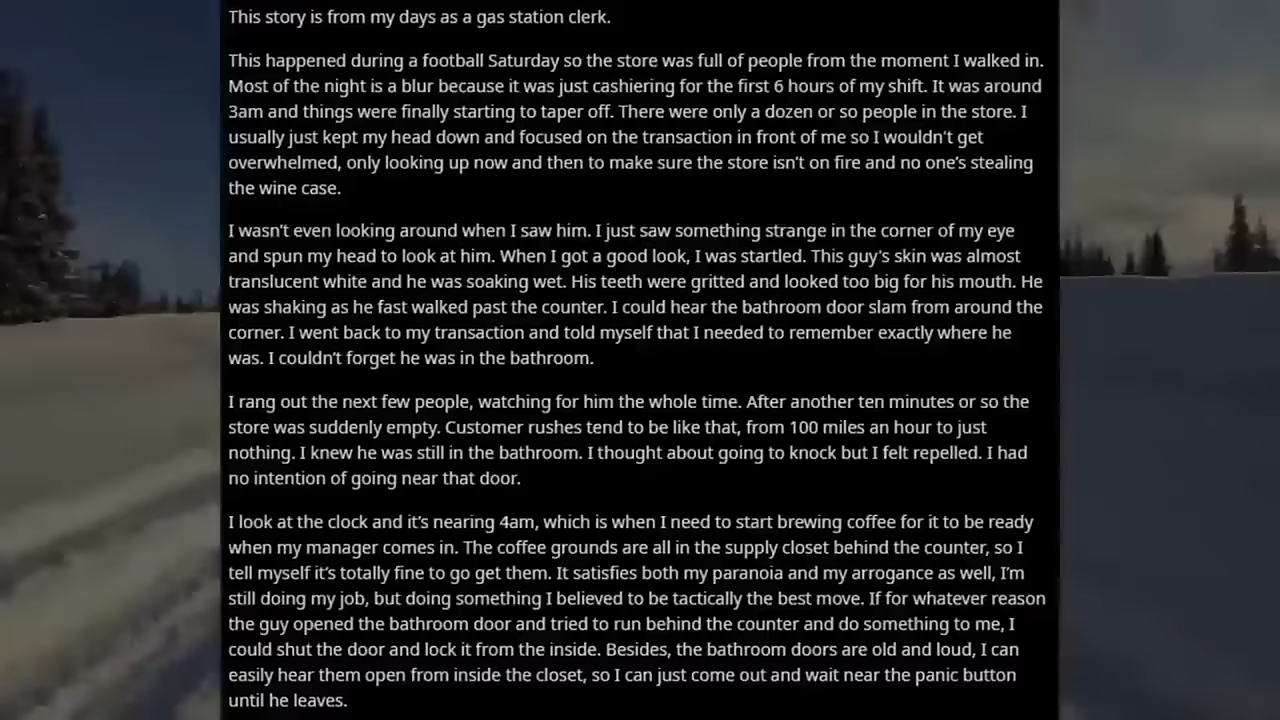 This story is from my days as a gas station clerk.
This happened during a football Saturday so the store was full of people from the moment I walked in.
Most of the night is a blur because it was just cashiering for the first 6 hours of my shift. It was around
3am and things were finally starting to taper off. There were only a dozen or so people in the store. I
usually just kept my head down and focused on the transaction in front of me so I wouldn't get
overwhelmed, only looking up now and then to make sure the store isn't on fire and no one's stealing
the wine case.
I wasn't even looking around when I saw him. I just saw something strange in the corner of my eye
and spun my head to look at him. When I got a good look, I was startled. This guy's skin was almost
translucent white and he was soaking wet. His teeth were gritted and looked too big for his mouth. He
was shaking as he fast walked past the counter. I could hear the bathroom door slam from around the
corner. I went back to my transaction and told myself that I needed to remember exactly where he
was. I couldn't forget he was in the bathroom.
I rang out the next few people, watching for him the whole time. After another ten minutes or so the
store was suddenly empty. Customer rushes tend to be like that, from 100 miles an hour to just
nothing. I knew he was still in the bathroom. I thought about going to knock but I felt repelled. I had
no intention of going near that door.
I look at the clock and it's nearing 4am, which is when I need to start brewing coffee for it to be ready
when my manager comes in. The coffee grounds are all in the supply closet behind the counter, so I
tell myself it's totally fine to go get them. It satisfies both my paranoia and my arrogance as well, I'm
still doing my job, but doing something I believed to be tactically the best move. If for whatever reason
the guy opened the bathroom door and tried to run behind the counter and do something to me, I
could shut the door and lock it from the inside. Besides, the bathroom doors are old and loud, I can
easily hear them open from inside the closet, so I can just come out and wait near the panic button
until he leaves.